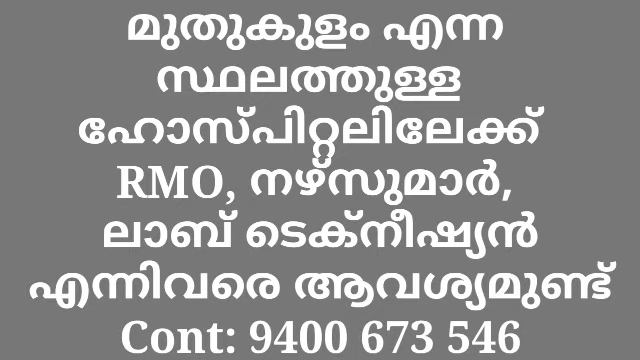 മുതുകുളം എന്ന
സ്ഥലത്തുള്ള
ഹോസ്പിറ്റലിലേക്ക്
RMO, നഴ്സുമാർ,
ലാബ് ടെക്നീഷ്യൻ
എന്നിവരെ ആവശ്യമുണ്ട്
Cont: 9400 673 546